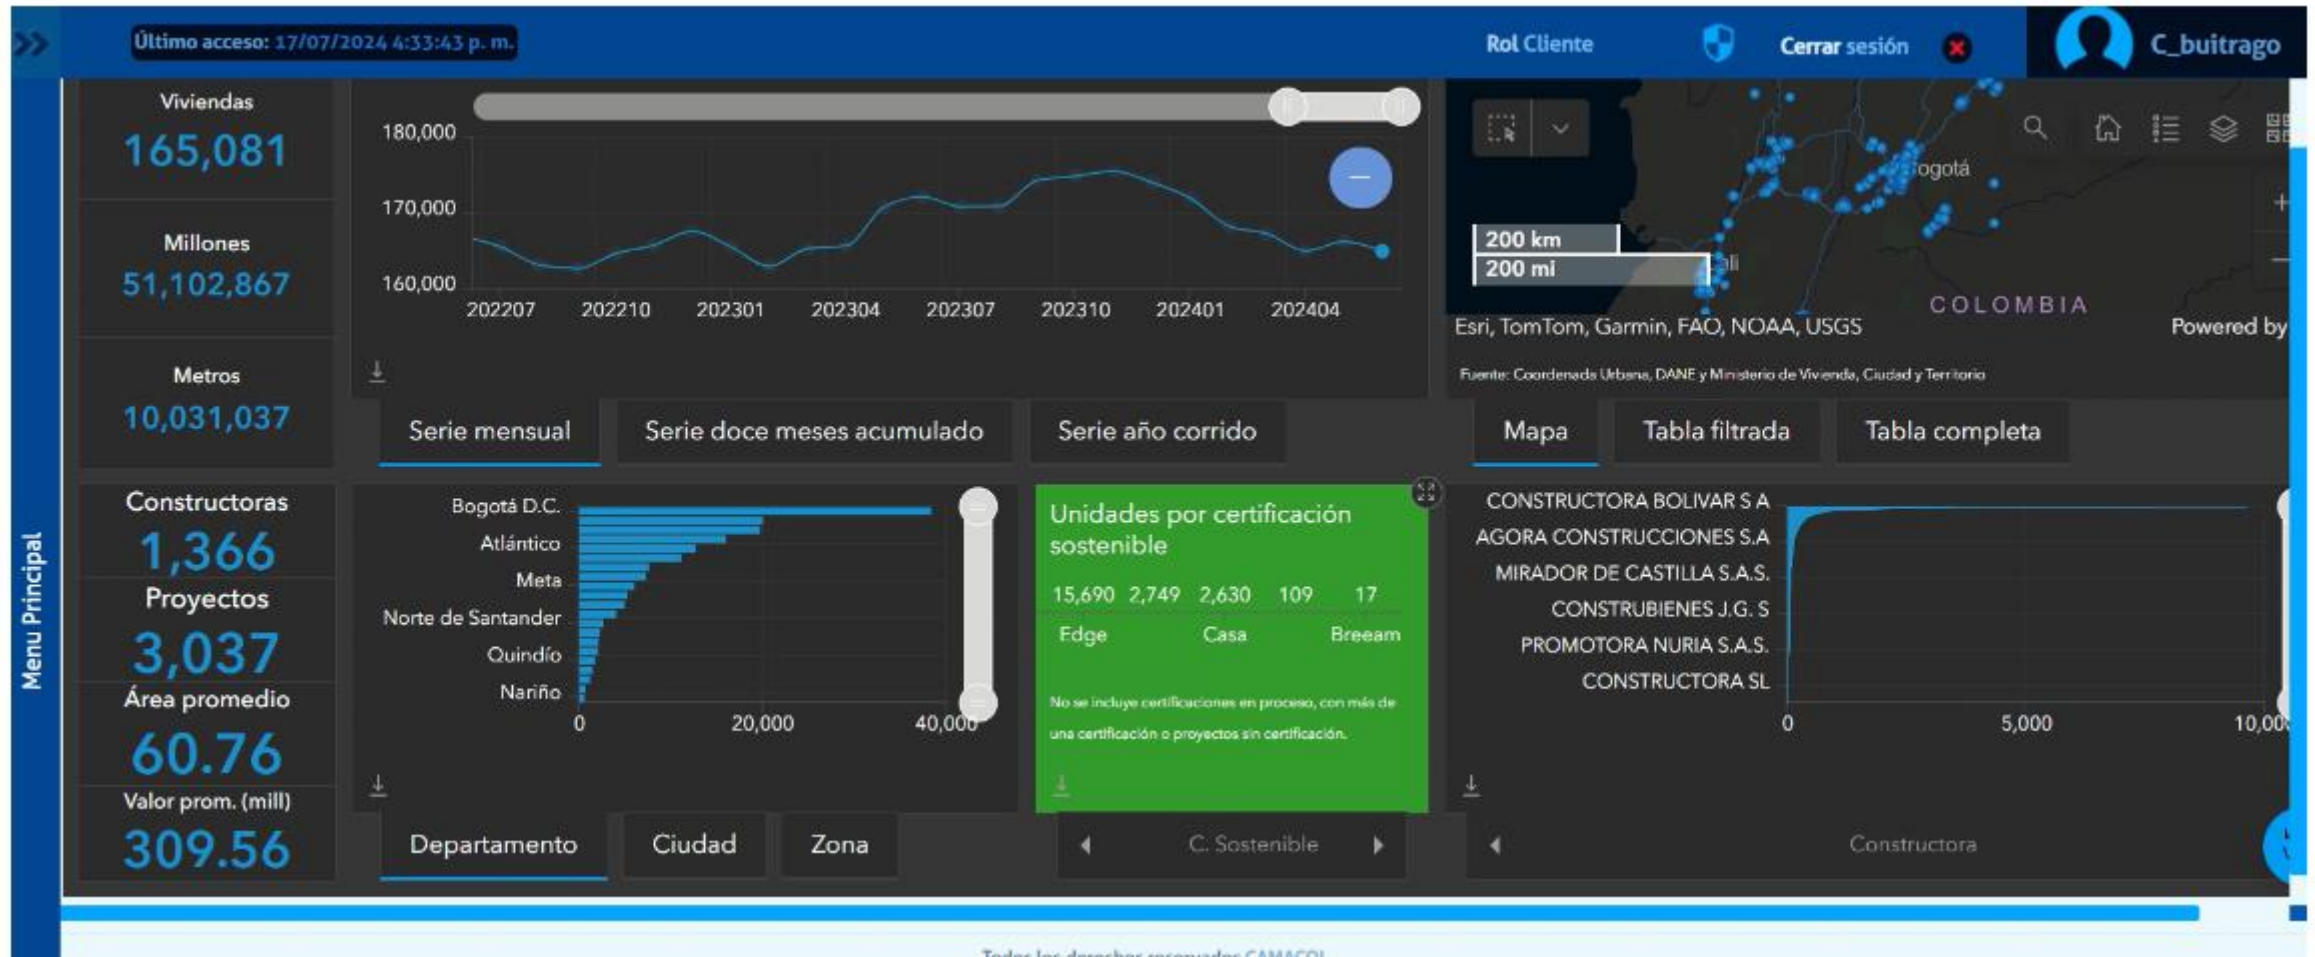 Último acceso: 17/07/2024 4:33:43 p. m.
Rol Cliente
Cerrar sesión
C_buitrago
Menu Principal
Viviendas
165,081
Millones
51,102,867
Metros
10,031,037
180,000
170,000
160,000
202207 202210 202301 202304 202307 202310 202401 202404
Serie mensual
Serie doce meses acumulado
Serie año corrido
200 km
200 mi
COLOMBIA
Esri, TomTom, Garmin, FAO, NOAA, USGS
Powered by
Fuente: Coordenada Urbana, DANE y Ministerio de Vivienda, Ciudad y Territorio
Mapa
Tabla filtrada
Tabla completa
Constructoras
1,366
Proyectos
3,037
Área promedio
60.76
Valor prom. (mill)
309.56
Bogotá D.C.
Atlántico
Meta
Norte de Santander
Quindío
Nariño
0 20,000 40,000
Departamento
Ciudad
Zona
Unidades por certificación
sostenible
15,690 2,749 2,630 109 17
Edge Casa Breeam
No se incluye certificaciones en proceso, con más de
una certificación o proyectos sin certificación.
C. Sostenible
CONSTRUCTORA BOLIVAR S A
AGORA CONSTRUCCIONES S.A
MIRADOR DE CASTILLA S.A.S.
CONSTRUBIENES J.G. S
PROMOTORA NURIA S.A.S.
CONSTRUCTORA SL
0 5,000
Constructora